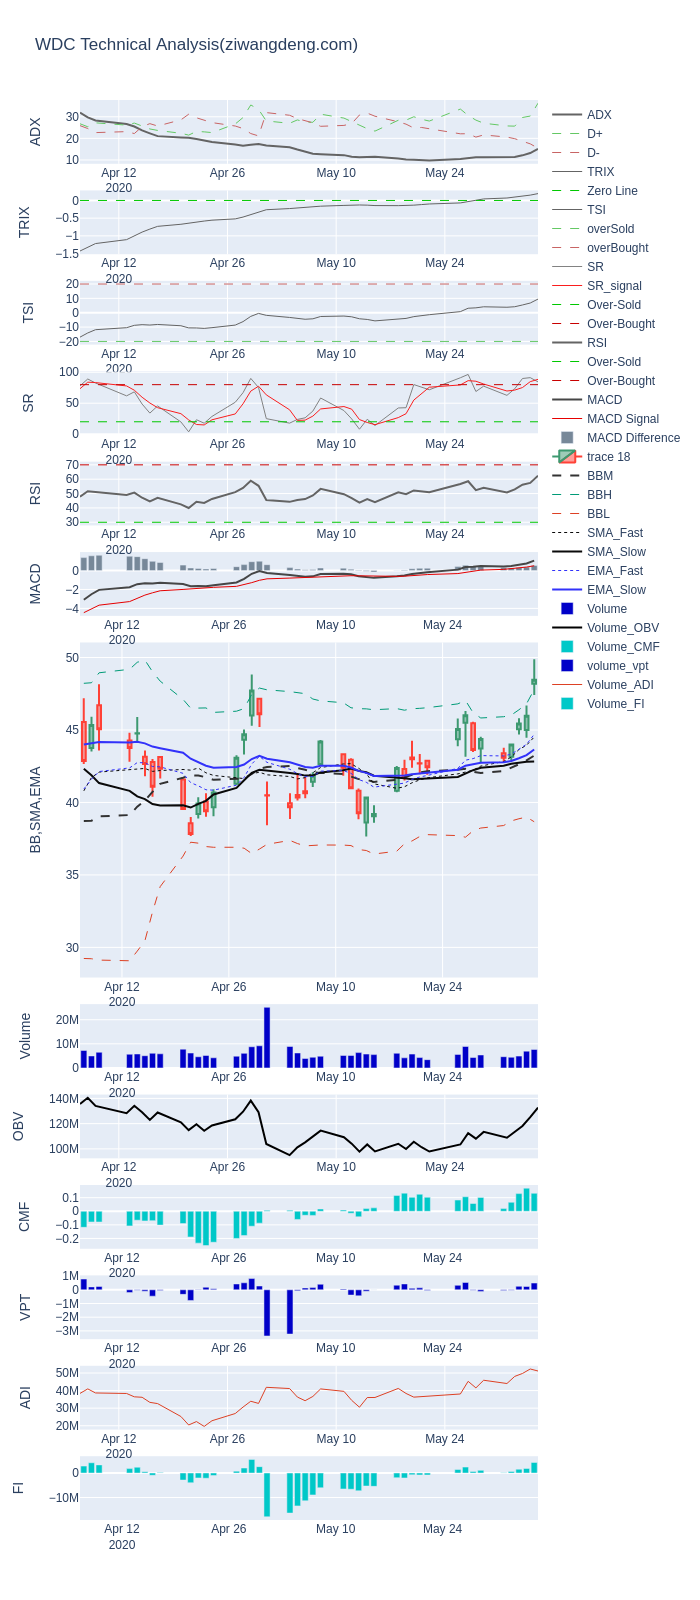 WDC Technical Analysis(ziwangdeng.com)
ADX
30
20
10
Apr 12
2020
Apr 26
May 10
May 24
TRIX
0
−0.5
−1
−1.5
Apr 12
2020
Apr 26
May 10
May 24
TSI
20
10
0
−10
−20
Apr 12
2020
Apr 26
May 10
May 24
SR
100
50
0
Apr 12
2020
Apr 26
May 10
May 24
RSI
70
60
50
40
30
Apr 12
2020
Apr 26
May 10
May 24
MACD
0
−2
−4
Apr 12
2020
Apr 26
May 10
May 24
BB,SMA,EMA
50
45
40
35
30
Apr 12
2020
Apr 26
May 10
May 24
Volume
20M
10M
0
Apr 12
2020
Apr 26
May 10
May 24
OBV
140M
120M
100M
Apr 12
2020
Apr 26
May 10
May 24
CMF
0.1
0
−0.1
−0.2
Apr 12
2020
Apr 26
May 10
May 24
VPT
1M
0
−1M
−2M
−3M
Apr 12
2020
Apr 26
May 10
May 24
ADI
50M
40M
30M
20M
Apr 12
2020
Apr 26
May 10
May 24
FI
0
−10M
Apr 12
2020
Apr 26
May 10
May 24
ADX
D+
D-
TRIX
Zero Line
TSI
overSold
overBought
SR
SR_signal
Over-Sold
Over-Bought
RSI
Over-Sold
Over-Bought
MACD
MACD Signal
MACD Difference
trace 18
BBM
BBH
BBL
SMA_Fast
SMA_Slow
EMA_Fast
EMA_Slow
Volume
Volume_OBV
Volume_CMF
volume_vpt
Volume_ADI
Volume_FI